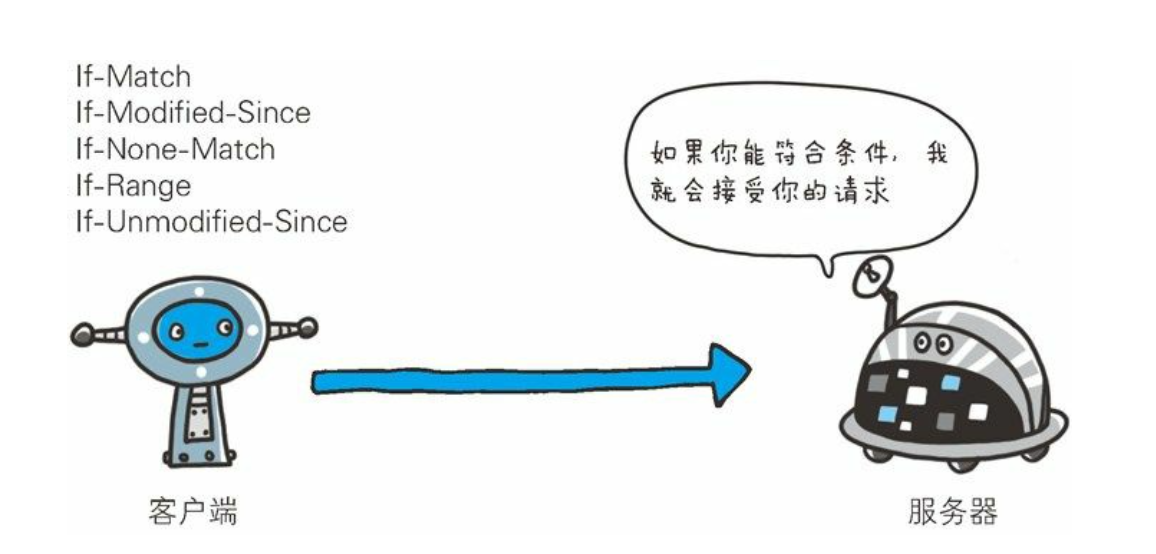 If-Match
If-Modified-Since
If-None-Match
If-Range
If-Unmodified-Since
如果你能符合条件, 我
就会接受你的请求
客户端
服务器